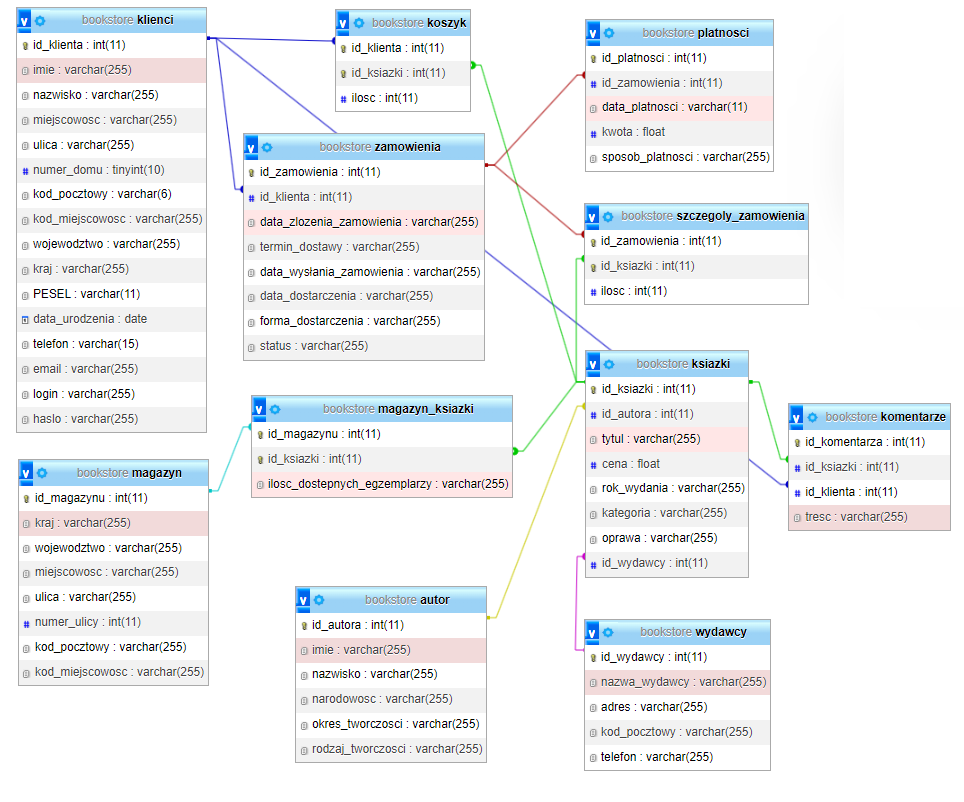 bookstore klienci
id_klienta : int(11)
imie : varchar(255)
nazwisko : varchar(255)
miejscowosc : varchar(255)
ulica : varchar(255)
# numer_domu : tinyint(10)
kod_pocztowy : varchar(6)
kod_miejscowosc : varchar(255)
wojewodztwo : varchar(255)
kraj : varchar(255)
PESEL : varchar(11)
data_urodzenia : date
telefon : varchar(15)
email : varchar(255)
login : varchar(255)
haslo : varchar(255)
bookstore koszyk
id_klienta : int(11)
id_ksiazki : int(11)
# ilosc : int(11)
bookstore platnosci
id_platnosci : int(11)
# id_zamowienia : int(11)
data_platnosci : varchar(11)
# kwota : float
sposob_platnosci : varchar(255)
bookstore zamowienia
id_zamowienia : int(11)
# id_klienta : int(11)
data_zlozenia_zamowienia : varchar(255)
termin_dostawy : varchar(255)
data_wysłania_zamowienia : varchar(255)
data_dostarczenia : varchar(255)
forma_dostarczenia : varchar(255)
status : varchar(255)
bookstore szczegoly_zamowienia
id_zamowienia : int(11)
id_ksiazki : int(11)
# ilosc : int(11)
bookstore ksiazki
id_ksiazki : int(11)
# id_autora : int(11)
tytul : varchar(255)
# cena : float
rok_wydania : varchar(255)
kategoria : varchar(255)
oprawa : varchar(255)
# id_wydawcy : int(11)
bookstore komentarze
id_komentarza : int(11)
# id_ksiazki : int(11)
# id_klienta : int(11)
tresc : varchar(255)
bookstore magazyn_ksiazki
id_magazynu : int(11)
id_ksiazki : int(11)
ilosc_dostepnych_egzemplarzy : varchar(255)
bookstore magazyn
id_magazynu : int(11)
kraj : varchar(255)
wojewodztwo : varchar(255)
miejscowosc : varchar(255)
ulica : varchar(255)
# numer_ulicy : int(11)
kod_pocztowy : varchar(255)
kod_miejscowosc : varchar(255)
bookstore autor
id_autora : int(11)
imie : varchar(255)
nazwisko : varchar(255)
narodowosc : varchar(255)
okres_tworczosci : varchar(255)
rodzaj_tworczosci : varchar(255)
bookstore wydawcy
id_wydawcy : int(11)
nazwa_wydawcy : varchar(255)
adres : varchar(255)
kod_pocztowy : varchar(255)
telefon : varchar(255)